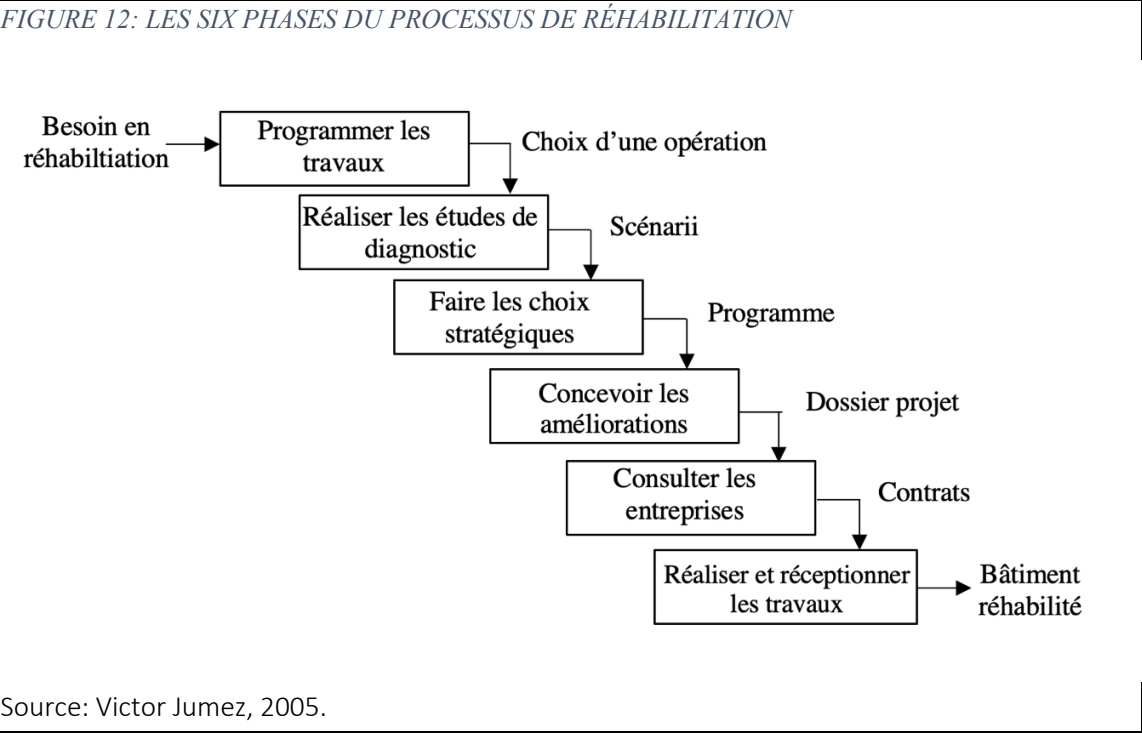 FIGURE 12: LES SIX PHASES DU PROCESSUS DE RÉHABILITATION
Besoin en
réhabiltiation
Programmer les
travaux
Choix d’une opération
Réaliser les études de
diagnostic
Scénarii
Faire les choix
stratégiques
Programme
Concevoir les
améliorations
Dossier projet
Consulter les
entreprises
Contrats
Réaliser et réceptionner
les travaux
Bâtiment
réhabilité
Source: Victor Jumez, 2005.